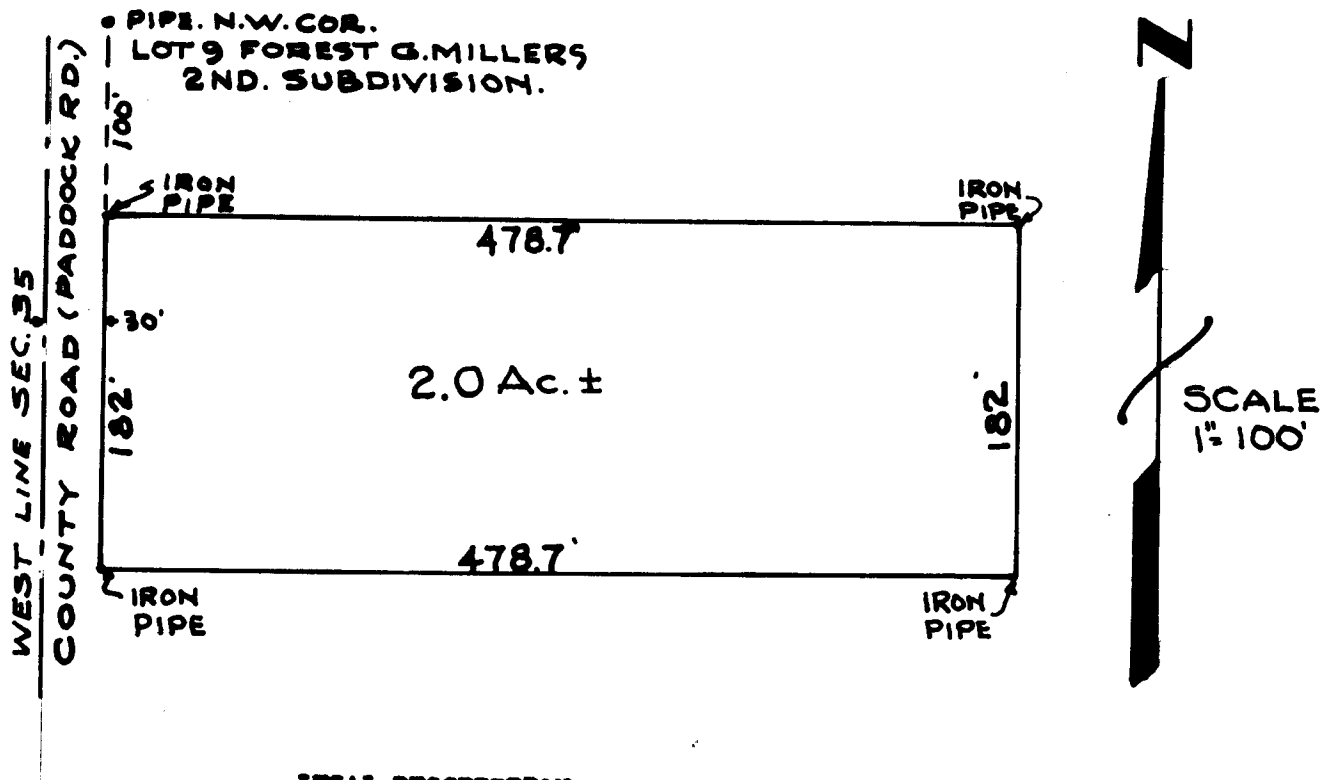 PIPE. N.W. COR.
LOT 9 FOREST G. MILLERS
2ND. SUBDIVISION.
N
100'
IRON
PIPE
IRON
PIPE
478.7'
WEST LINE SEC. 35
COUNTY ROAD (PADDOCK RD.)
30'
2.0 Ac. ±
182'
182'
SCALE
1"= 100'
478.7'
IRON
PIPE
IRON
PIPE